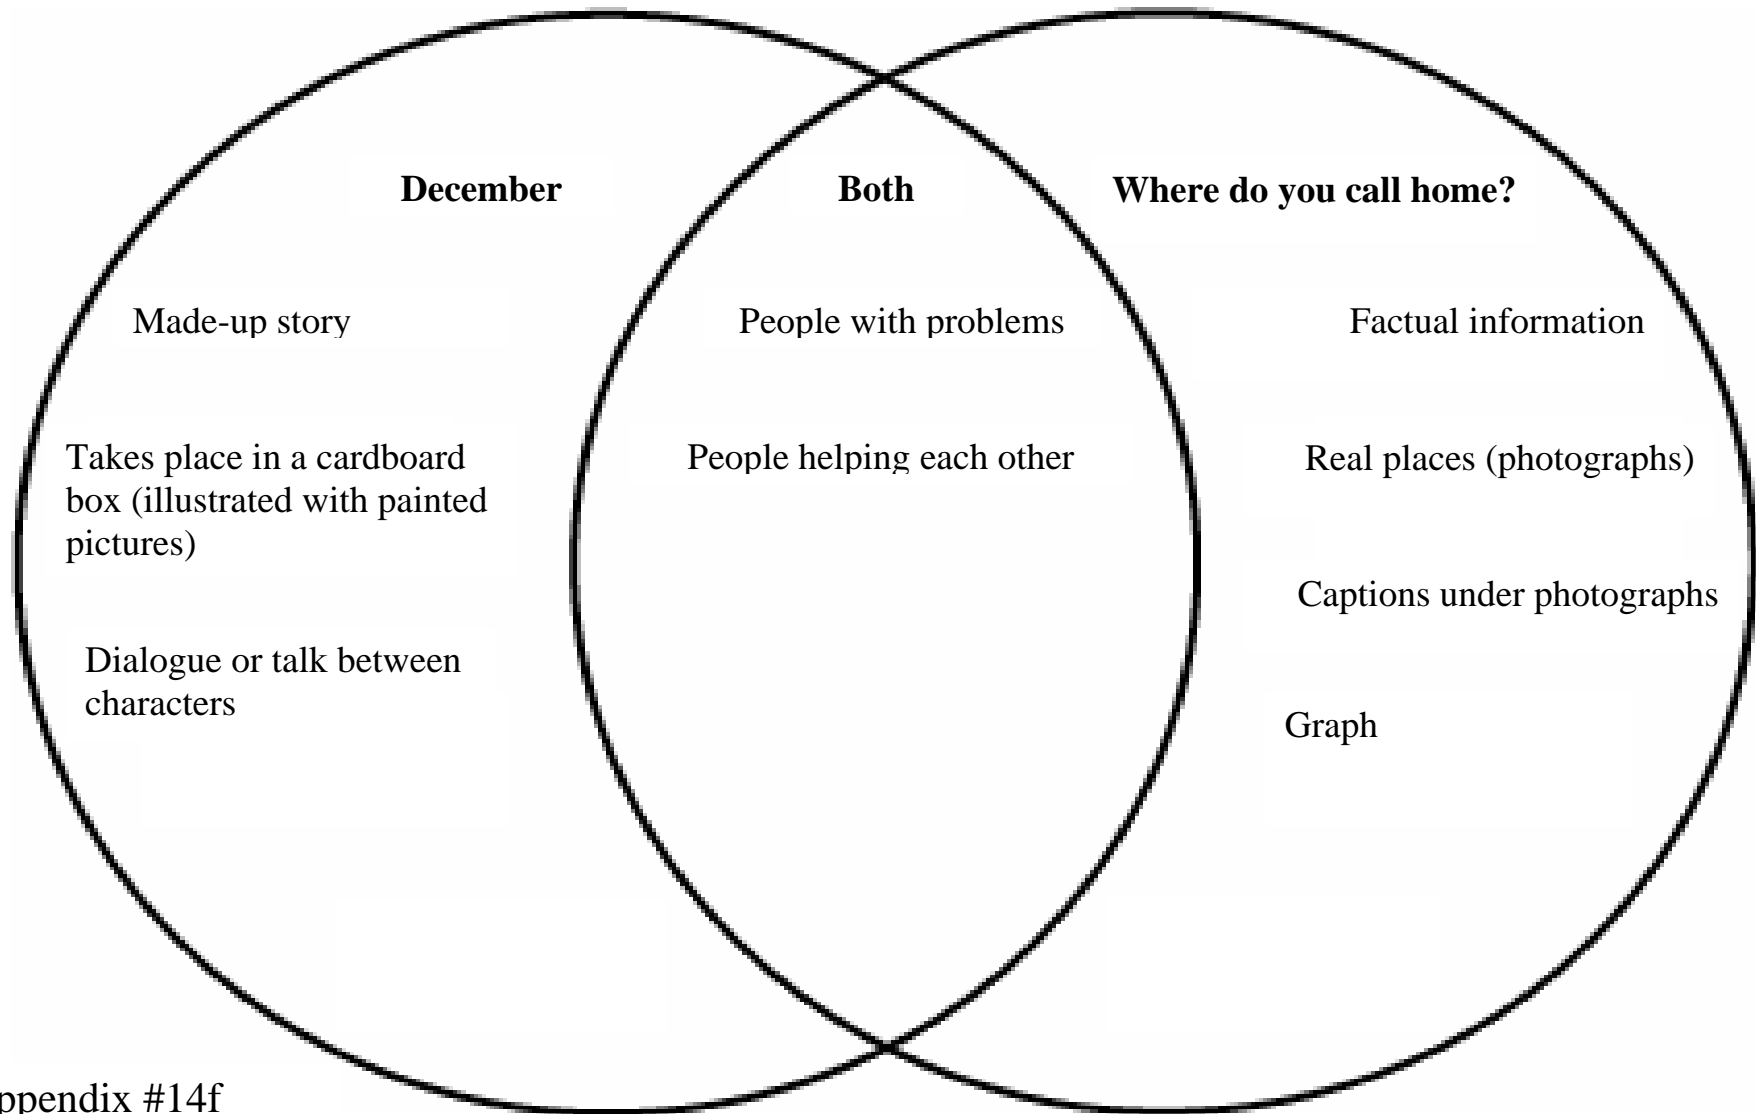 December
Both
Where do you call home?
Made-up story
People with problems
Factual information
Takes place in a cardboard
box (illustrated with painted
pictures)
People helping each other
Real places (photographs)
Captions under photographs
Dialogue or talk between
characters
Graph
ppendix #14f